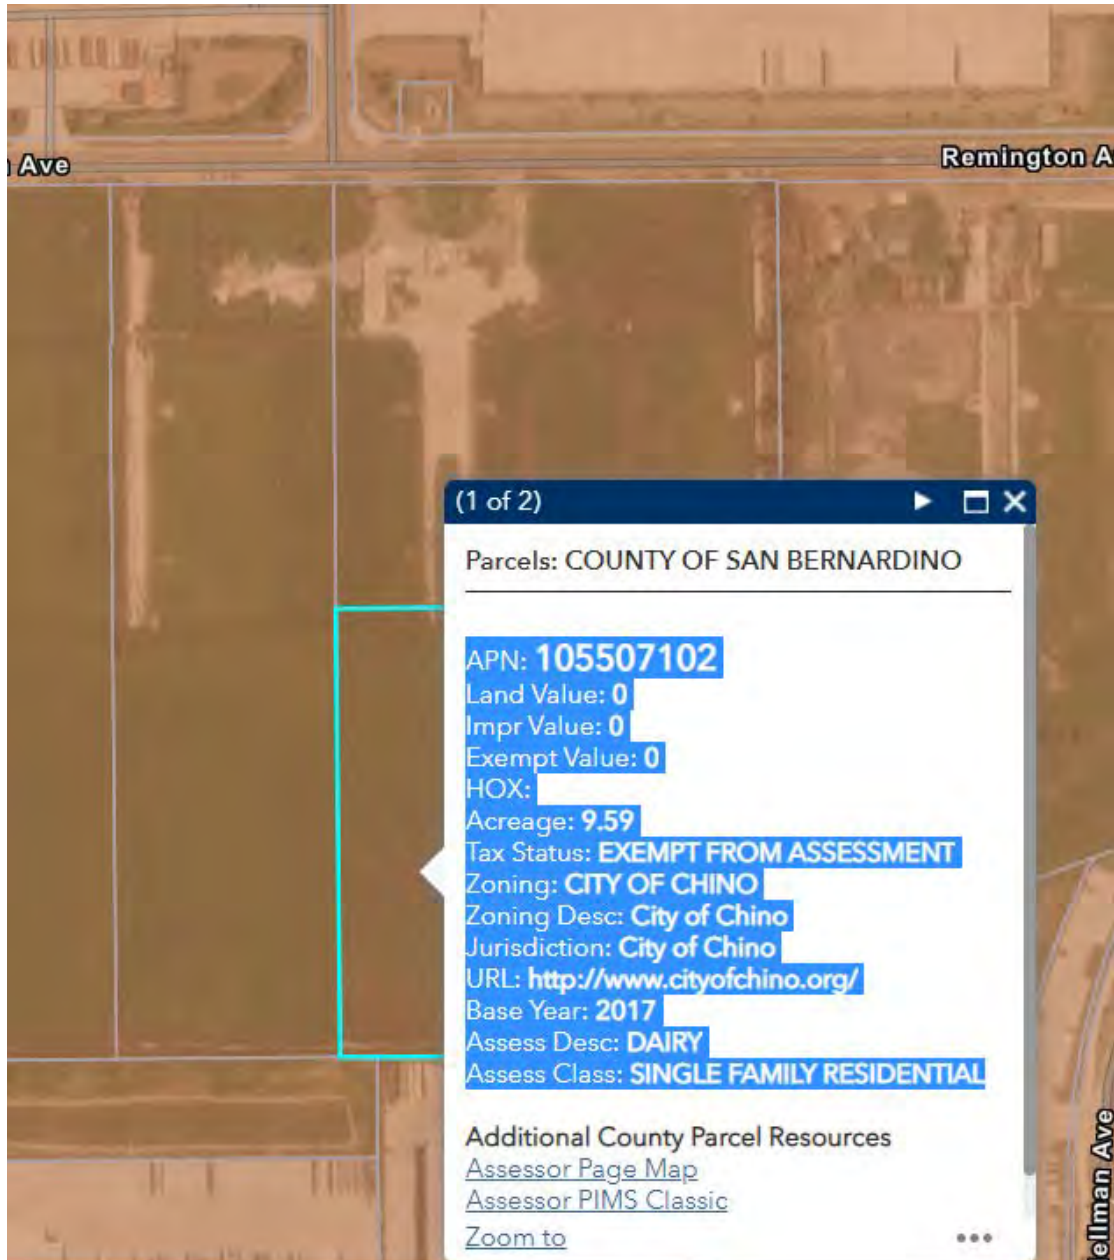 Ave
Remington A
(1 of 2)
Parcels: COUNTY OF SAN BERNARDINO
APN: 105507102
Land Value: 0
Impr Value: 0
Exempt Value: 0
HOX:
Acreage: 9.59
Tax Status: EXEMPT FROM ASSESSMENT
Zoning: CITY OF CHINO
Zoning Desc: City of Chino
Jurisdiction: City of Chino
URL: http://www.cityofchino.org/
Base Year: 2017
Assess Desc: DAIRY
Assess Class: SINGLE FAMILY RESIDENTIAL
Additional County Parcel Resources
Assessor Page Map
Assessor PIMS Classic
Zoom to
ellman Ave